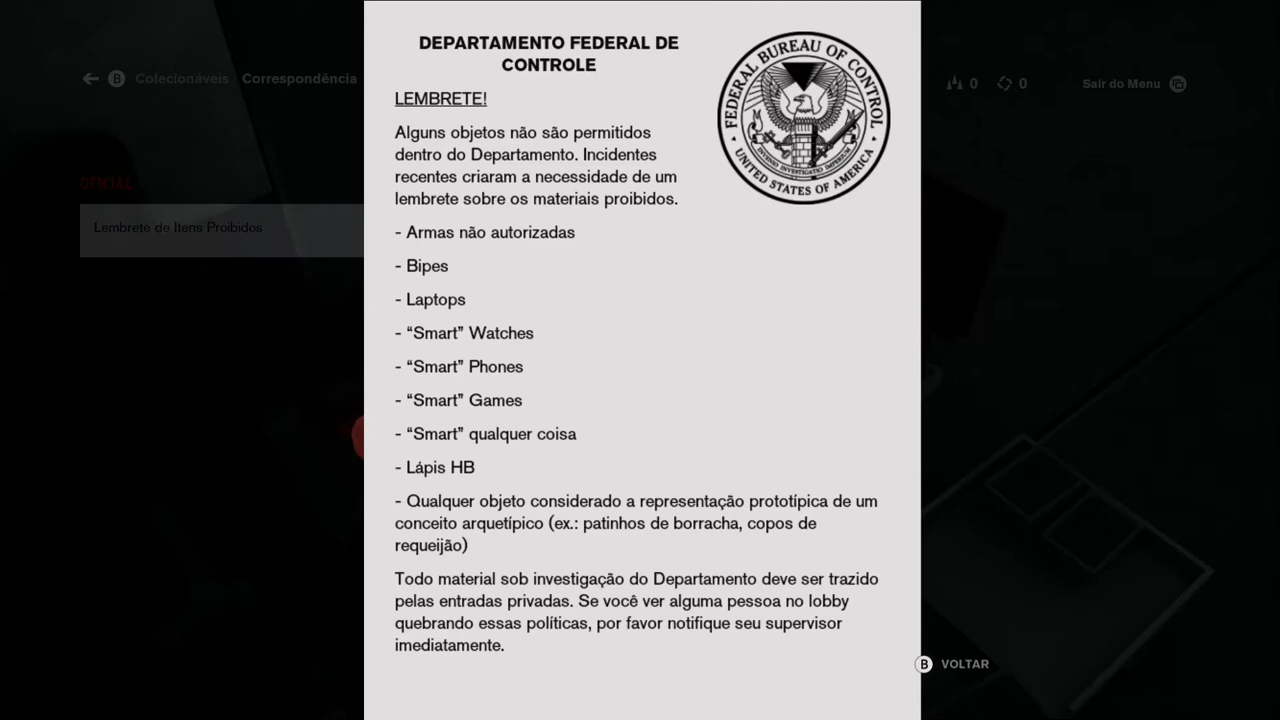 DEPARTAMENTO FEDERAL DE
CONTROLE
FEDERAL BUREAU OF CONTROL
UNITED STATES OF AMERICA
INVENIO INVESTIGATIO IMPERIUM
← B Colecionáveis Correspondência
0 0 Sair do Menu
LEMBRETE!
Alguns objetos não são permitidos
dentro do Departamento. Incidentes
recentes criaram a necessidade de um
lembrete sobre os materiais proibidos.
OFICIAL
Lembrete de Itens Proibidos
- Armas não autorizadas
- Bipes
- Laptops
- “Smart” Watches
- “Smart” Phones
- “Smart” Games
- “Smart” qualquer coisa
- Lápis HB
- Qualquer objeto considerado a representação prototípica de um
conceito arquetípico (ex.: patinhos de borracha, copos de
requeijão)
Todo material sob investigação do Departamento deve ser trazido
pelas entradas privadas. Se você ver alguma pessoa no lobby
quebrando essas políticas, por favor notifique seu supervisor
imediatamente.
B VOLTAR